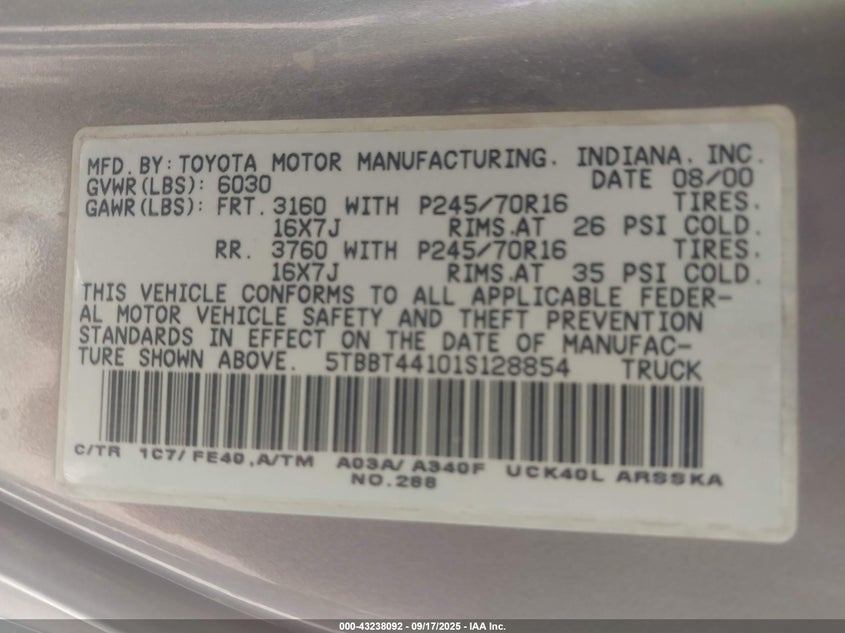 MFD. BY: TOYOTA MOTOR MANUFACTURING. INDIANA. INC.
GVWR(LBS): 6030 DATE 08/00
GAWR(LBS): FRT. 3160 WITH P245/70R16 TIRES.
16X7J RIMS.AT 26 PSI COLD.
RR. 3760 WITH P245/70R16 TIRES.
16X7J RIMS.AT 35 PSI COLD.
THIS VEHICLE CONFORMS TO ALL APPLICABLE FEDER-
AL MOTOR VEHICLE SAFETY AND THEFT PREVENTION
STANDARDS IN EFFECT ON THE DATE OF MANUFAC-
TURE SHOWN ABOVE. 5TBBT44101S128854 TRUCK
C/TR 1C7/ FE40,A/TM A03A/ A340F UCK40L ARSSKA
NO.288
000-43238092 - 09/17/2025 - IAA Inc.